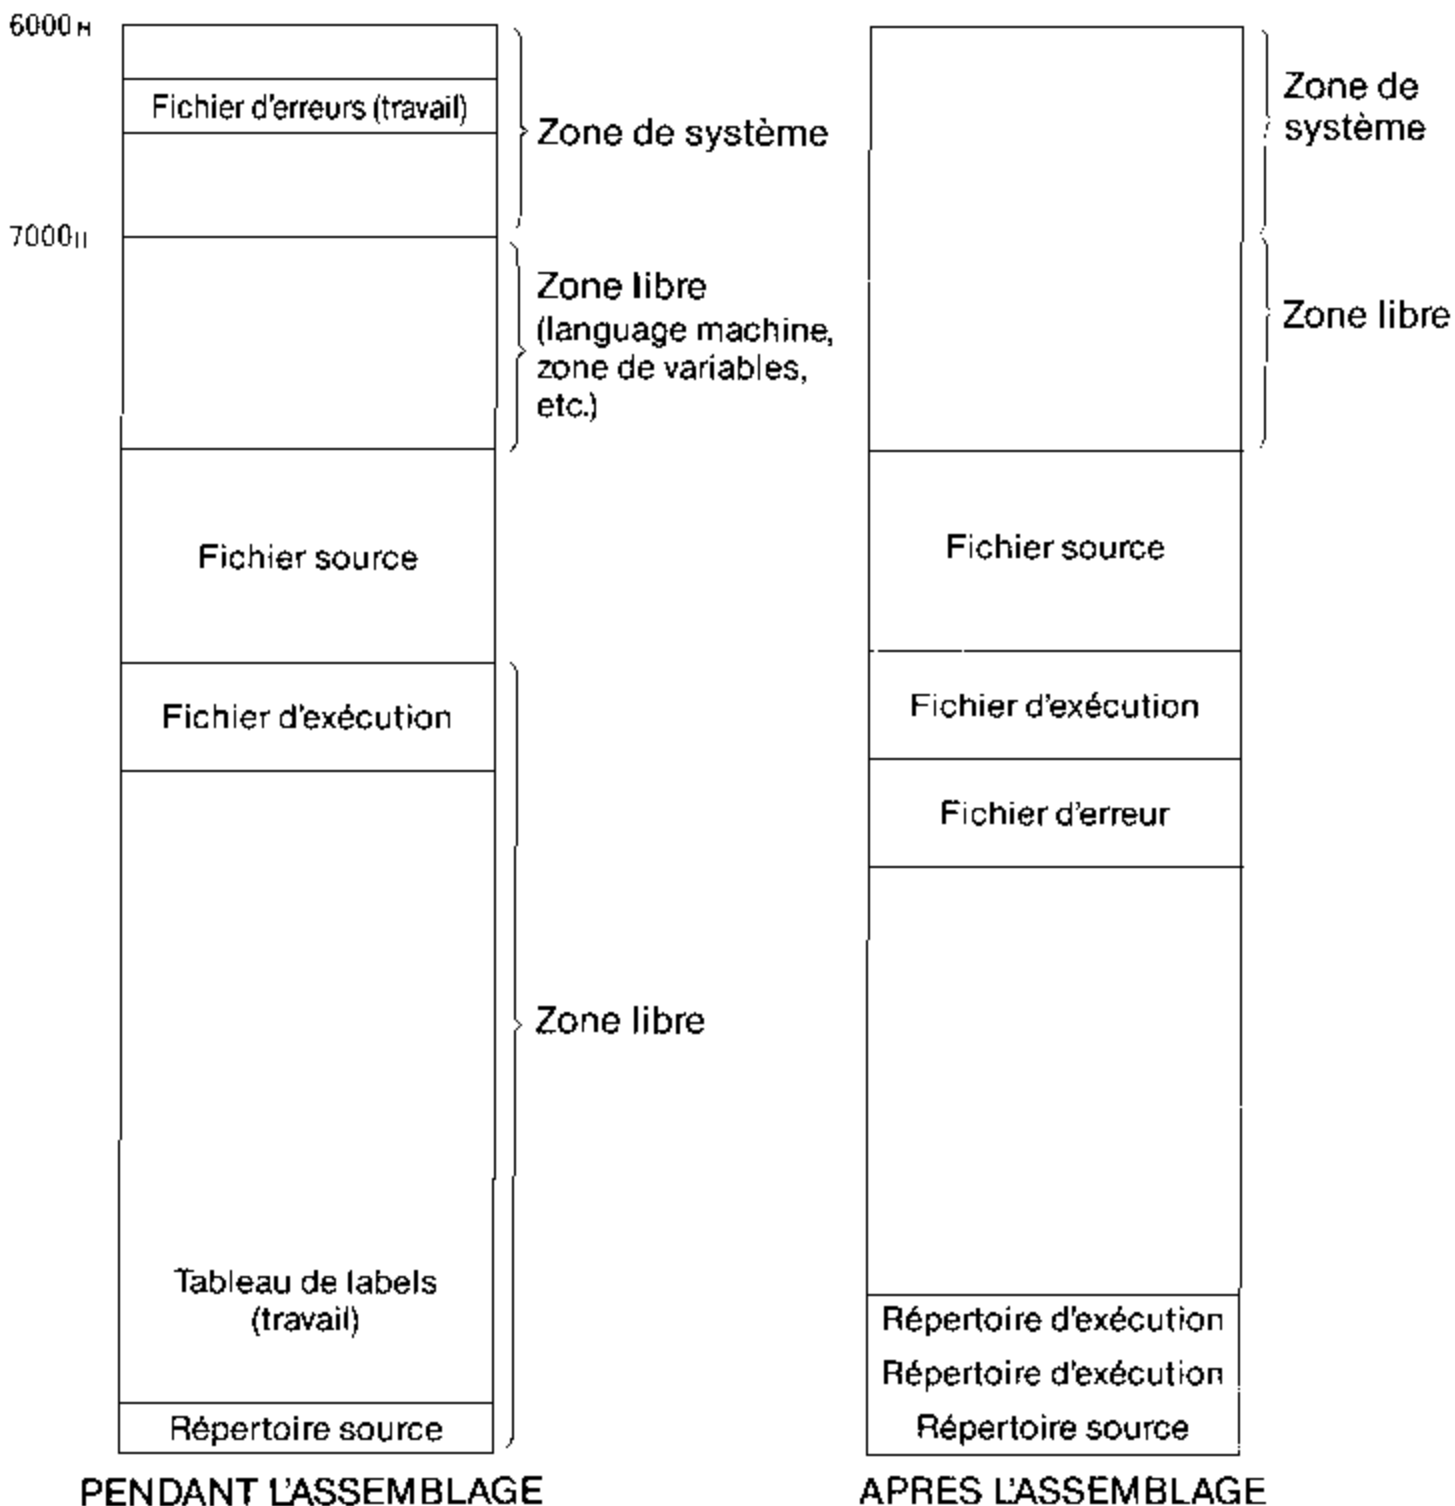 6000H
Fichier d'erreurs (travail)
Zone de système
7000H
Zone libre
(language machine,
zone de variables,
etc.)
Fichier source
Fichier d'exécution
Zone libre
Tableau de labels
(travail)
Répertoire source
PENDANT L'ASSEMBLAGE
Zone de
système
Zone libre
Fichier source
Fichier d'exécution
Fichier d'erreur
Répertoire d'exécution
Répertoire d'exécution
Répertoire source
APRES L'ASSEMBLAGE